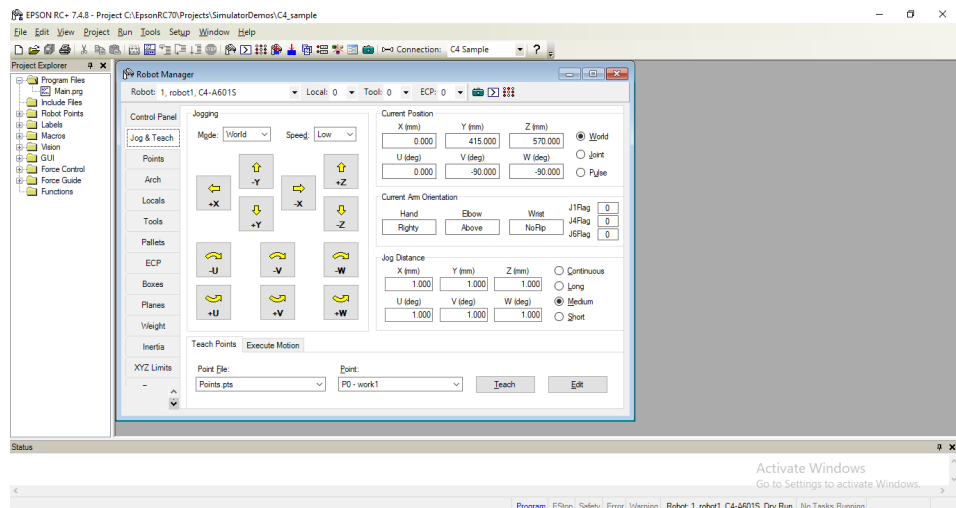 EPSON RC+ 7.4.8 - Project C:\EpsonRC70\Projects\SimulatorDemos\C4_sample
File Edit View Project Run Tools Setup Window Help
Connection: C4 Sample ?
Project Explorer
Program Files
Main.prg
Include Files
Robot Points
Labels
Macros
Vision
GUI
Force Control
Force Guide
Functions
Robot Manager
Robot: 1, robot1, C4-A601S Local: 0 Tool: 0 ECP: 0
Control Panel
Jog & Teach
Points
Arch
Locals
Tools
Pallets
ECP
Boxes
Planes
Weight
Inertia
XYZ Limits
Jogging
Mode: World Speed: Low
-Y +Z
+X -X
+Y -Z
-U -V -W
+U +V +W
Current Position
X (mm) Y (mm) Z (mm)
0.000 415.000 570.000
U (deg) V (deg) W (deg)
0.000 -90.000 -90.000
World
Joint
Pulse
Current Arm Orientation
Hand Elbow Wrist
Righty Above NoFlip
J1Flag 0
J4Flag 0
J6Flag 0
Jog Distance
X (mm) Y (mm) Z (mm)
1.000 1.000 1.000
U (deg) V (deg) W (deg)
1.000 1.000 1.000
Continuous
Long
Medium
Short
Teach Points Execute Motion
Point File: Point:
Points.pts P0 - work1 Teach Edit
Status
Activate Windows
Go to Settings to activate Windows.
Program EStop Safety Error Warning Robot: 1, robot1, C4-A601S, Dry Run No Tasks Running